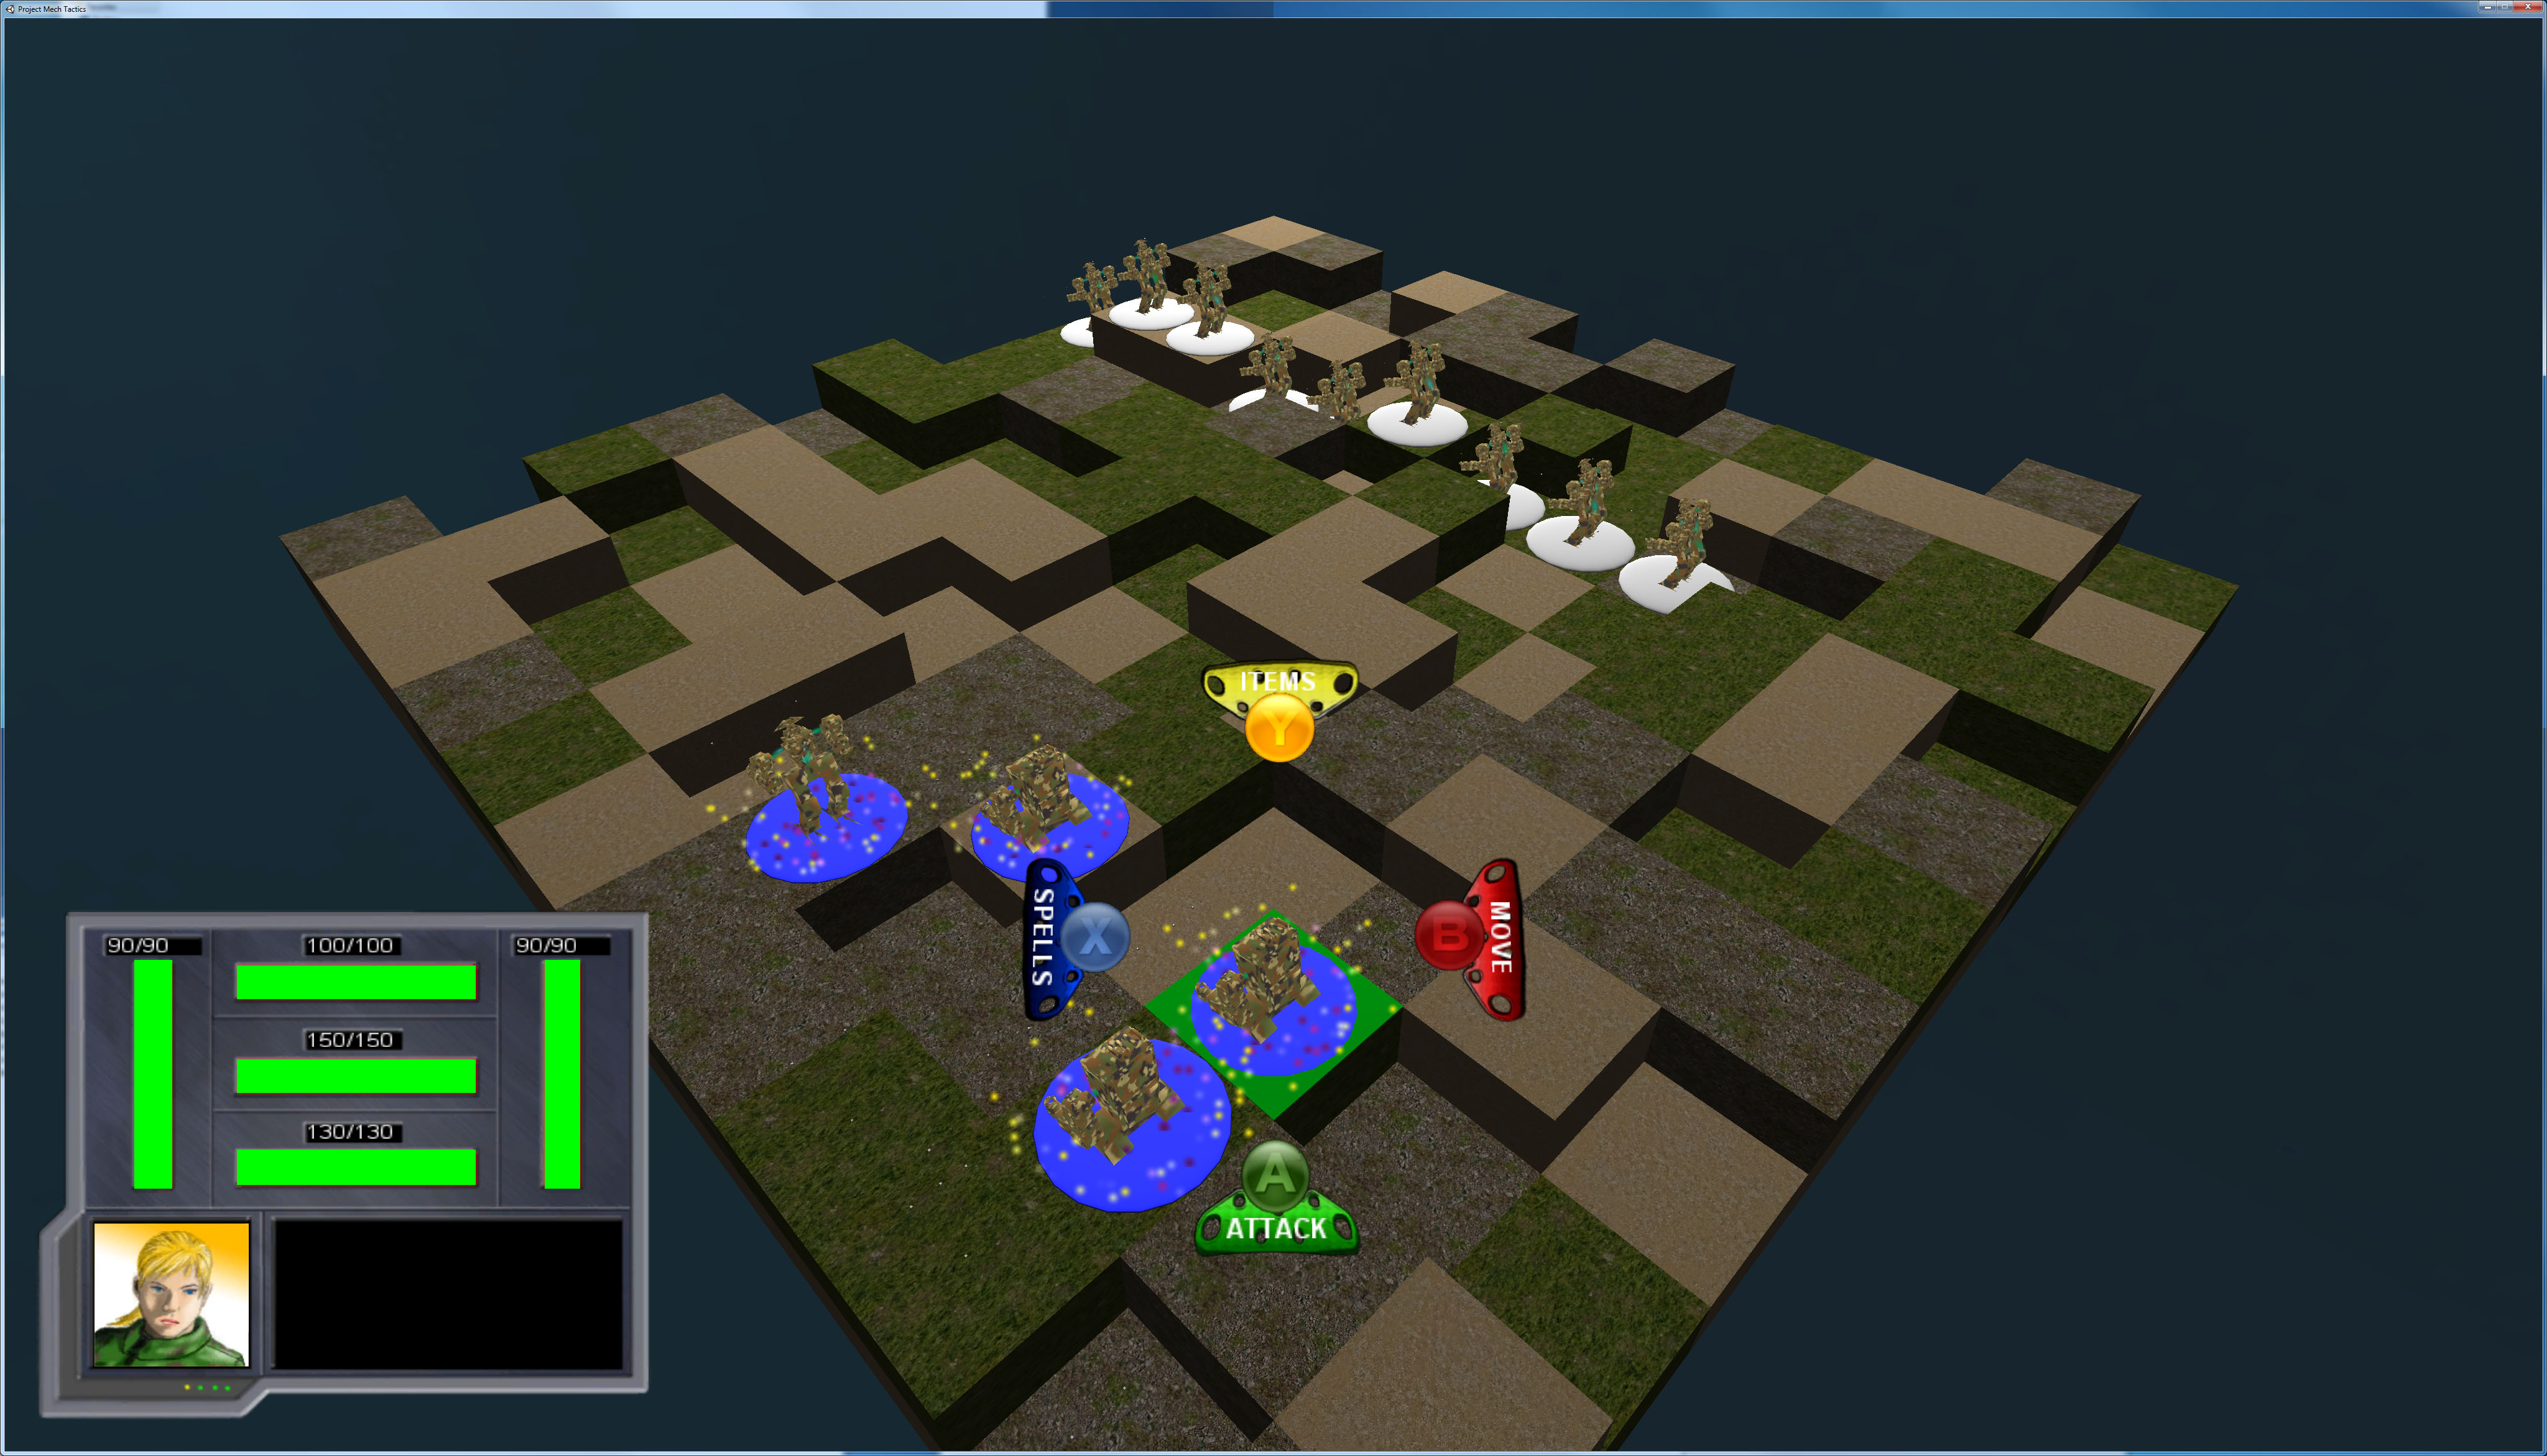 Project Mech Tactics
ITEMS
Y
SPELLS
X
B
MOVE
A
ATTACK
90/90
100/100
90/90
150/150
130/130